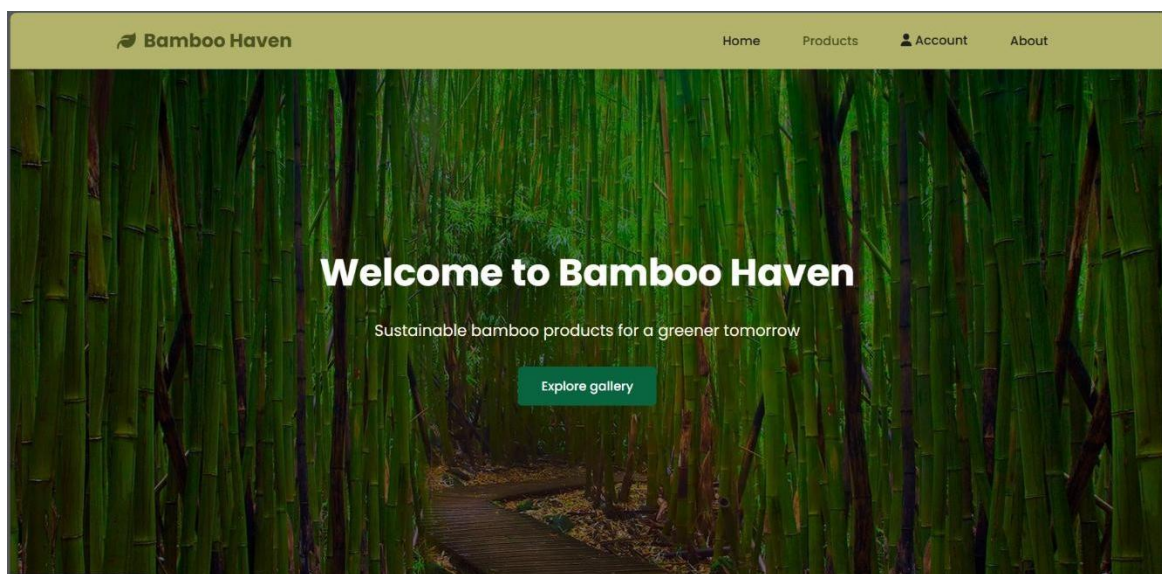 Bamboo Haven
Home Products Account About
Welcome to Bamboo Haven
Sustainable bamboo products for a greener tomorrow
Explore gallery